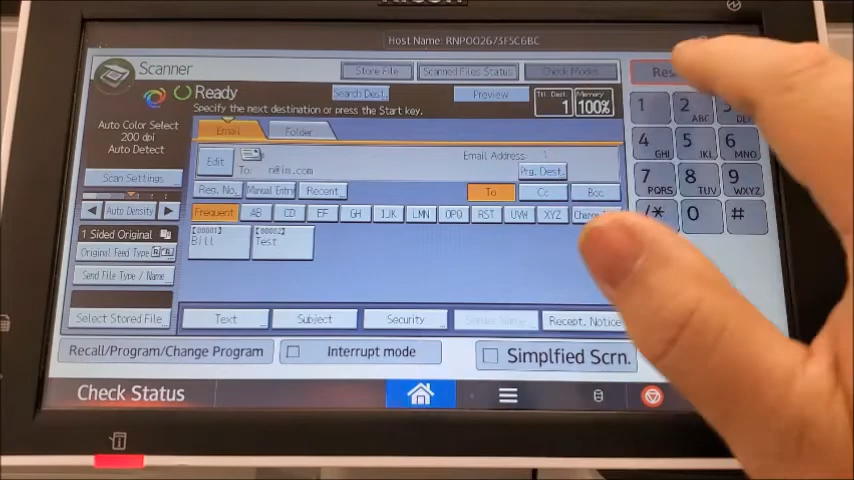 RICOH
Host Name: RNP002673F5C6BC
Scanner
Store File
Scanned Files Status
Check Modes
Ready
Search Dest.
Preview
Ttl Dest. 1
Memory 100%
Specify the next destination or press the Start key.
Auto Color Select
200 dpi
Auto Detect
Email
Folder
Edit
To:
Email Address
Prg. Dest.
Scan Settings
Reg. No.
Manual Entry
Recent
To
Cc
Bcc
Auto Density
Frequent
AB
CD
EF
GH
IJK
LMN
OPQ
RST
UVW
XYZ
1 Sided Original
[00001]
Bill
[00002]
Test
Original Feed Type
Send File Type / Name
Select Stored File
Text
Subject
Security
Sender Name
Recept. Notice
Recall/Program/Change Program
Interrupt mode
Simplfied Scrn.
Check Status
1
2 ABC
3
4 GHI
5 JKL
6 MNO
7 PQRS
8 TUV
9 WXYZ
0
#